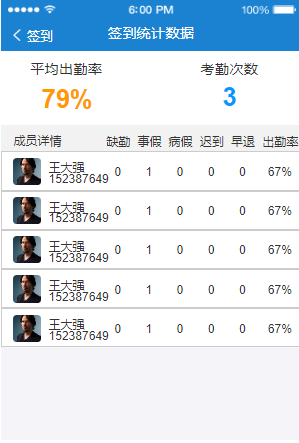 6:00 PM 100%
签到 签到统计数据
平均出勤率 考勤次数
79% 3
成员详情 缺勤 事假 病假 迟到 早退 出勤率
王大强
152387649 0 1 0 0 0 67%
王大强
152387649 0 1 0 0 0 67%
王大强
152387649 0 1 0 0 0 67%
王大强
152387649 0 1 0 0 0 67%
王大强
152387649 0 1 0 0 0 67%